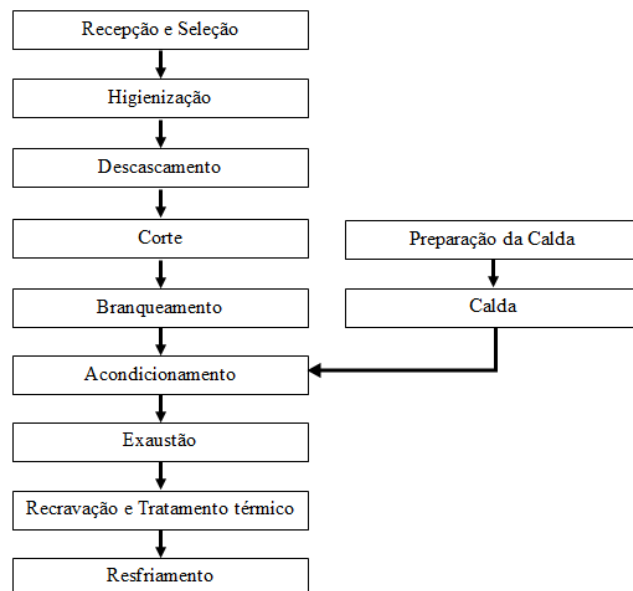 Recepção e Seleção
Higienização
Descascamento
Corte
Preparação da Calda
Branqueamento
Calda
Acondicionamento
Exaustão
Recravação e Tratamento térmico
Resfriamento